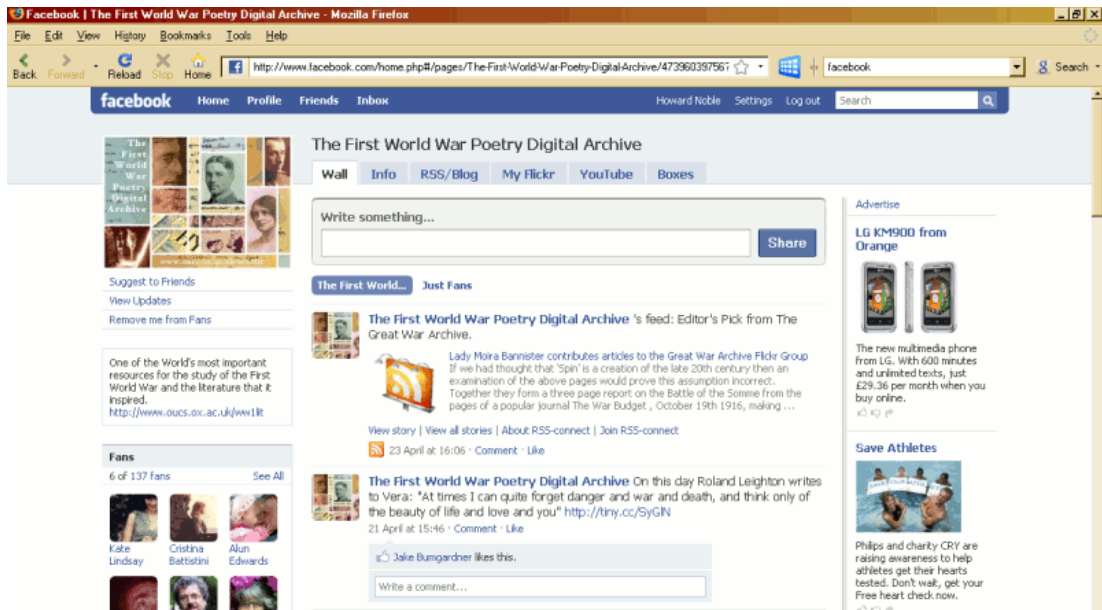 Facebook | The First World War Poetry Digital Archive - Mozilla Firefox
File Edit View History Bookmarks Tools Help
Back Forward Reload Stop Home http://www.facebook.com/home.php#/pages/The-First-World-War-Poetry-Digital-Archive/473960397567 facebook Search
facebook Home Profile Friends Inbox Howard Noble Settings Log out Search
The
First
World
War
Poetry
Digital
Archive
Suggest to Friends
View Updates
Remove me from Fans
One of the World's most important
resources for the study of the First
World War and the literature that it
inspired.
http://www.oucs.ox.ac.uk/ww1lit
Fans
6 of 137 fans See All
Kate
Lindsay
Cristina
Battistini
Alun
Edwards
The First World War Poetry Digital Archive
Wall Info RSS/Blog My Flickr YouTube Boxes
Write something...
Share
The First World... Just Fans
The First World War Poetry Digital Archive 's feed: Editor's Pick from The
Great War Archive.
Lady Moira Bannister contributes articles to the Great War Archive Flickr Group
If we had thought that 'Spin' is a creation of the late 20th century then an
examination of the above pages would prove this assumption incorrect.
Together they form a three page report on the Battle of the Somme from the
pages of a popular journal The War Budget , October 19th 1916, making ...
View story | View all stories | About RSS-connect | Join RSS-connect
23 April at 16:06 · Comment · Like
The First World War Poetry Digital Archive On this day Roland Leighton writes
to Vera: "At times I can quite forget danger and war and death, and think only of
the beauty of life and love and you" http://tiny.cc/SyGlN
21 April at 15:46 · Comment · Like
Jake Bumgardner likes this.
Write a comment...
Advertise
LG KM900 from
Orange
The new multimedia phone
from LG. With 600 minutes
and unlimited texts, just
£29.36 per month when you
buy online.
Save Athletes
Philips and charity CRY are
raising awareness to help
athletes get their hearts
tested. Don't wait, get your
Free heart check now.